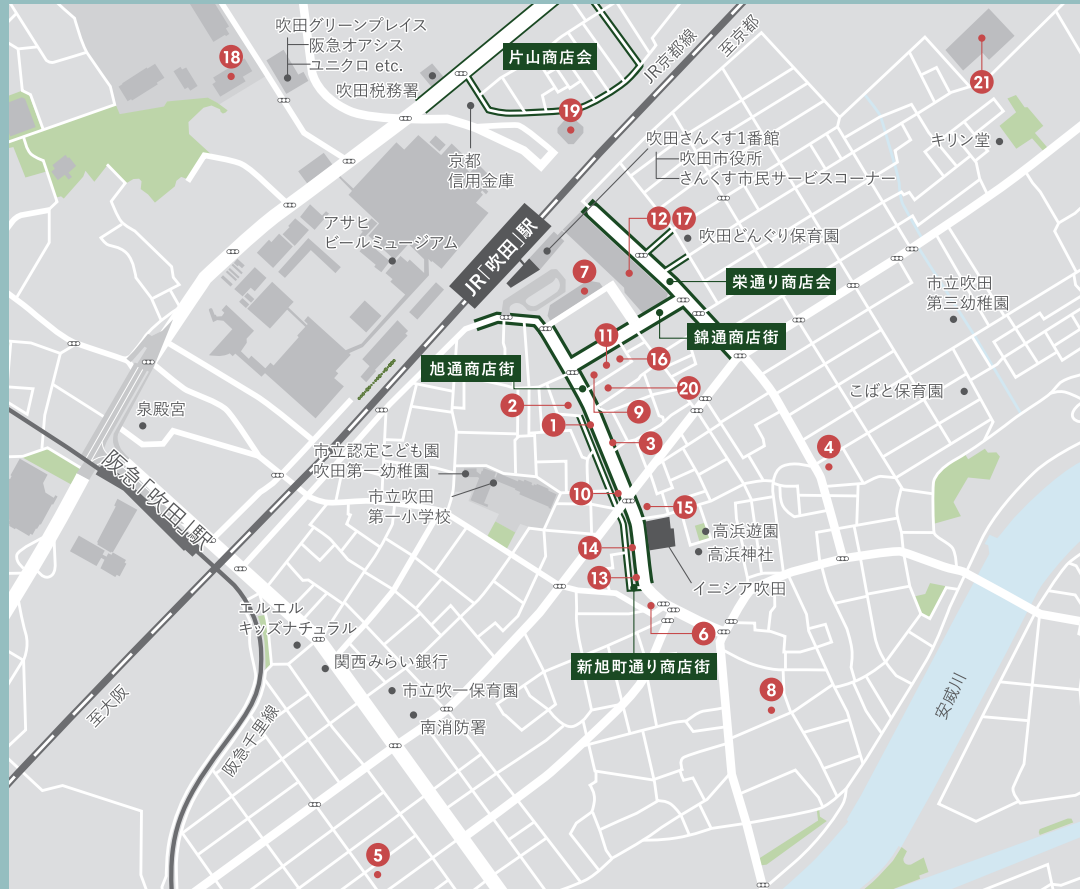 吹田グリーンプレイス
阪急オアシス
ユニクロ etc.
吹田税務署
18
片山商店会
JR京都線
至京都
21
19
キリン堂
京都
信用金庫
吹田さんくす1番館
吹田市役所
さんくす市民サービスコーナー
アサヒ
ビールミュージアム
JR「吹田」駅
12
17
吹田どんぐり保育園
7
栄通り商店会
市立吹田
第三幼稚園
錦通商店街
11
16
旭通商店街
20
こばと保育園
2
9
泉殿宮
1
3
4
市立認定こども園
吹田第一幼稚園
阪急「吹田」駅
市立吹田
第一小学校
10
15
高浜遊園
14
高浜神社
13
イニシア吹田
エルエル
キッズナチュラル
6
関西みらい銀行
新旭町通り商店街
市立吹一保育園
8
至大阪
南消防署
安威川
阪急千里線
5